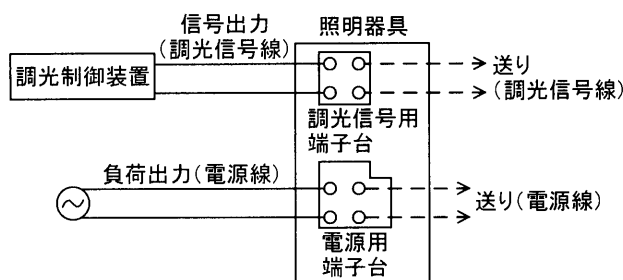 信号出力
(調光信号線)
照明器具
調光制御装置
送り
(調光信号線)
調光信号用
端子台
負荷出力(電源線)
送り(電源線)
電源用
端子台